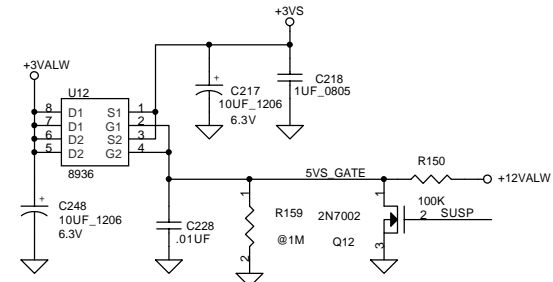 +3VS
+3VALW
U12
8 D1 S1 1
7 D1 G1 2
6 D2 S2 3
5 D2 G2 4
8936
+
C217
10UF_1206
6.3V
C218
1UF_0805
+
C248
10UF_1206
6.3V
C228
.01UF
5VS_GATE
R150
100K
+12VALW
1
R159
@1M
2
2N7002
Q12
1
2
3
SUSP